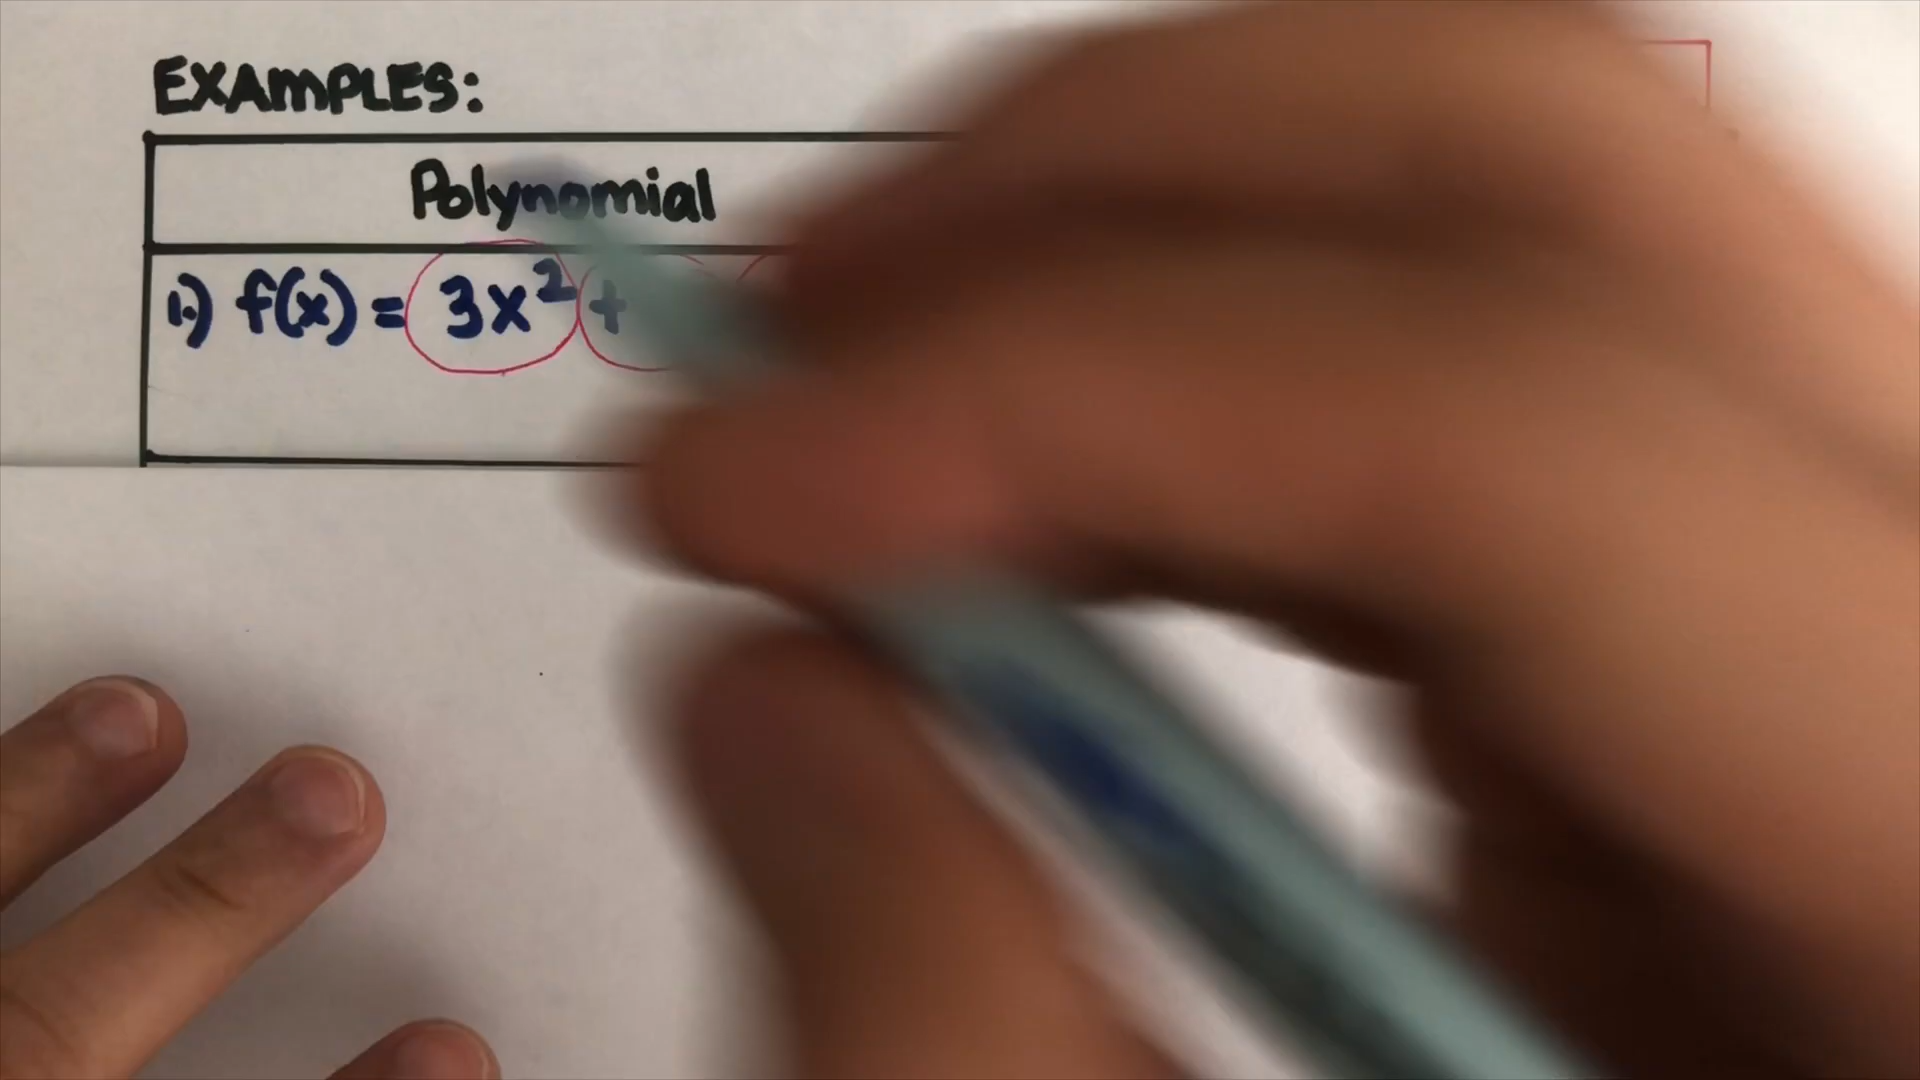 EXAMPLES:
Polynomial
1.) f(x) = 3x² +